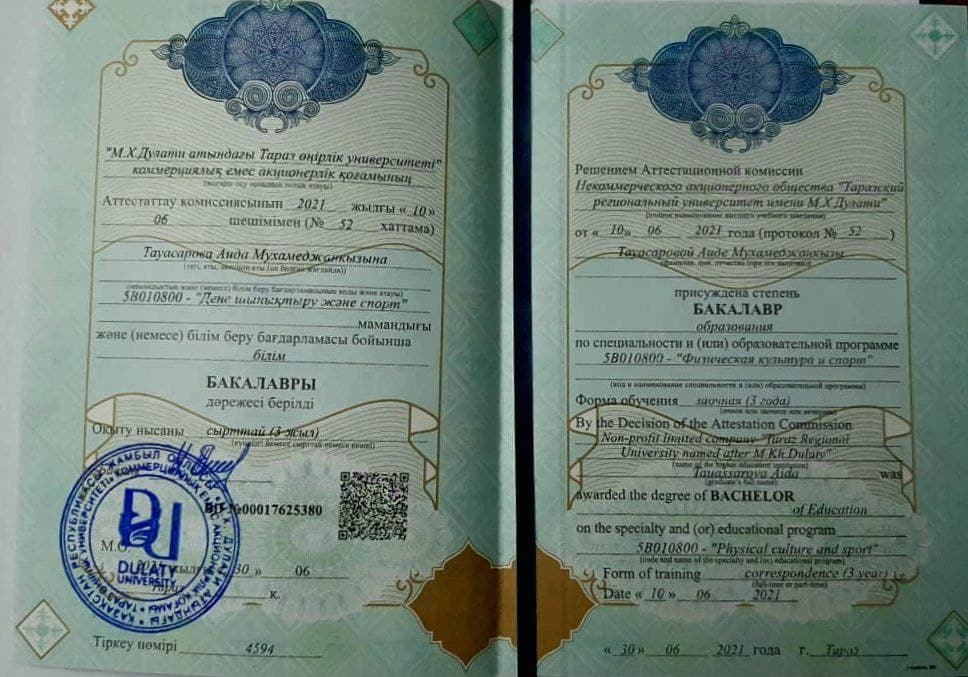 "М.Х.Дулати атындағы Тараз өңірлік университеті"
коммерциялық емес акционерлік қоғамының
(жоғары оқу орнының толық атауы)
Аттестаттау комиссиясының 2021 жылғы « 10 »
06 шешімімен (№ 52 хаттама)
Тауасарова Аида Мухамеджанкызына
(тегі, аты, әкесінің аты (ол болған жағдайда))
(мамандықтың және (немесе) білім беру бағдарламасының коды және атауы)
5В010800 - "Дене шынықтыру және спорт"
мамандығы
және (немесе) білім беру бағдарламасы бойынша
білім
БАКАЛАВРЫ
дәрежесі берілді
Оқыту нысаны сырттай (3 жыл)
(күндізгі немесе сырттай немесе кешкі)
№00017625380
М.О.
30 » 06
Тараз қ.
DULATY
UNIVERSITY
Тіркеу нөмірі 4594
Решением Аттестационной комиссии
Некоммерческого акционерного общества "Таразский
региональный университет имени М.Х.Дулати"
(полное наименование высшего учебного заведения)
от « 10 » 06 2021 года (протокол № 52 )
Тауасаровой Аиде Мухамеджанкызы
(фамилия, имя, отчество (при его наличии))
присуждена степень
БАКАЛАВР
образования
по специальности и (или) образовательной программе
5В010800 - "Физическая культура и спорт"
(код и наименование специальности и (или) образовательной программы)
Форма обучения заочная (3 года)
(очная или заочная или вечерняя)
By the Decision of the Attestation Commission
Non-profit limited company "Taraz Regional
University named after M.Kh.Dulaty"
(name of the higher education institution)
Tauassarova Aida was
(graduate's full name)
awarded the degree of BACHELOR
of Education
on the specialty and (or) educational program
5B010800 - "Physical culture and sport"
(code and name of the specialty and (or) educational program)
Form of training correspondence (3 year)
(full-time or part-time)
Date « 10 » 06 2021
« 30 » 06 2021 года г. Тараз